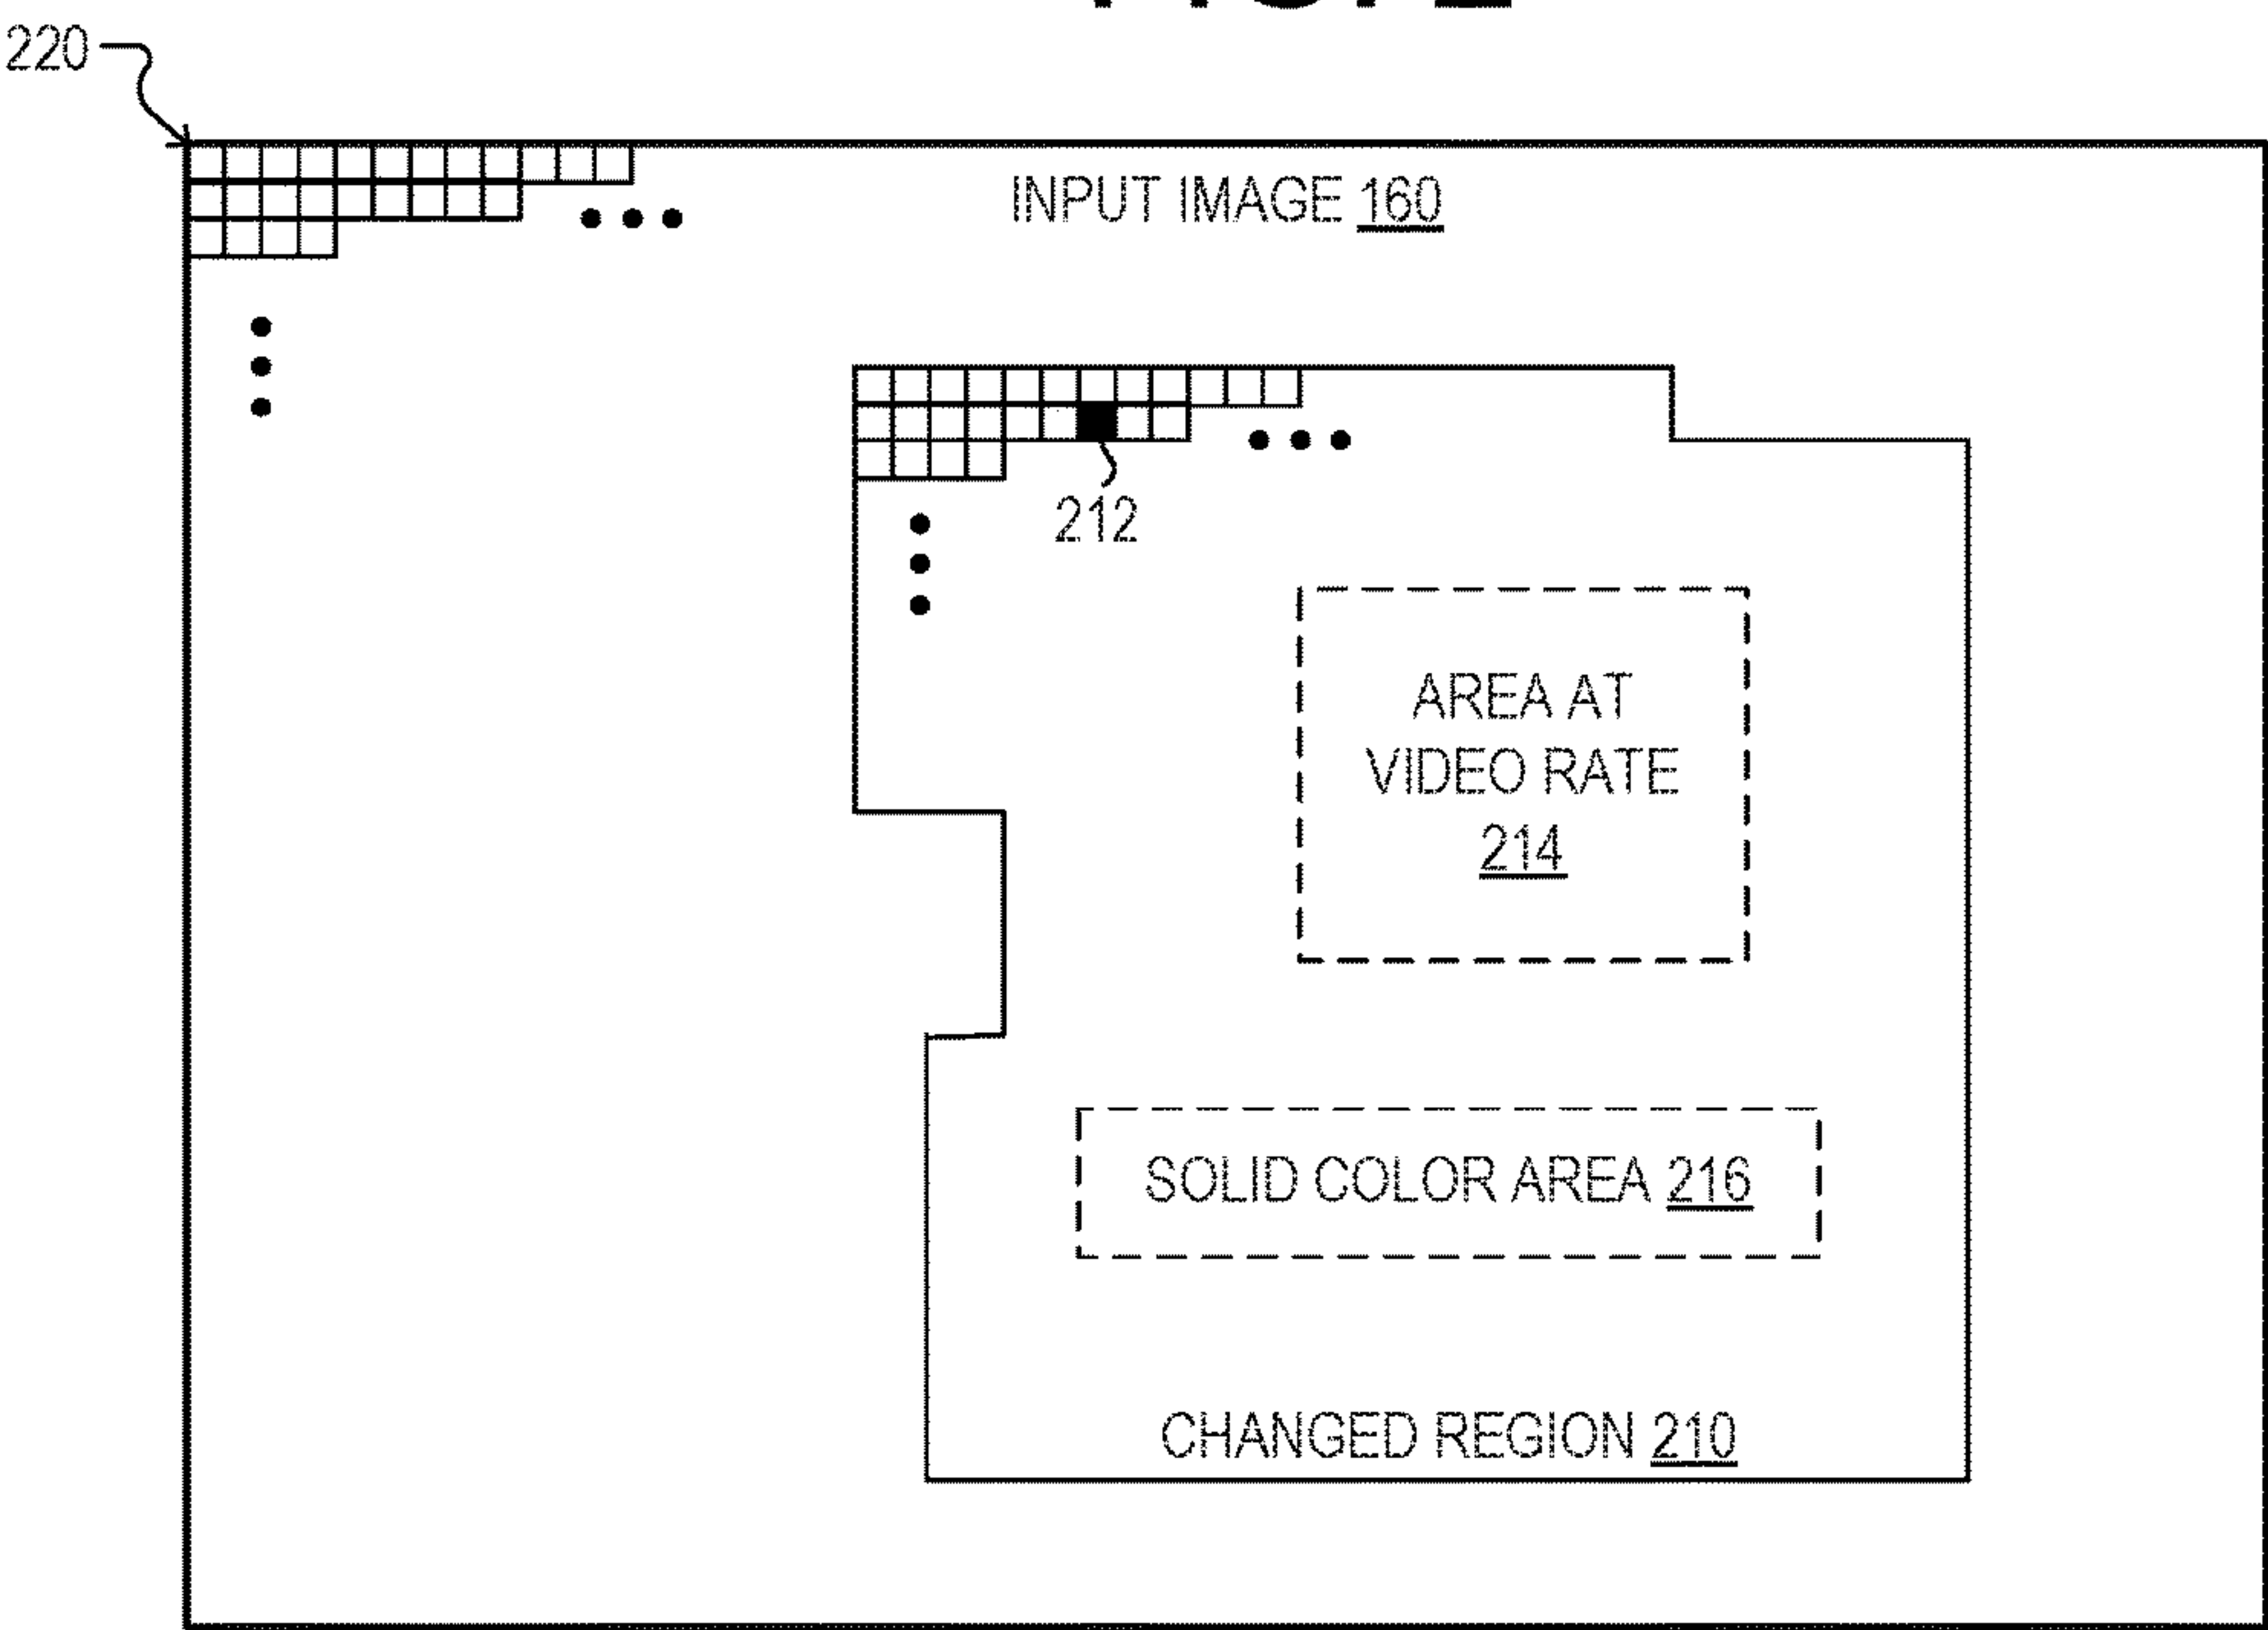 220
INPUT IMAGE 160
212
AREA AT
VIDEO RATE
214
SOLID COLOR AREA 216
CHANGED REGION 210